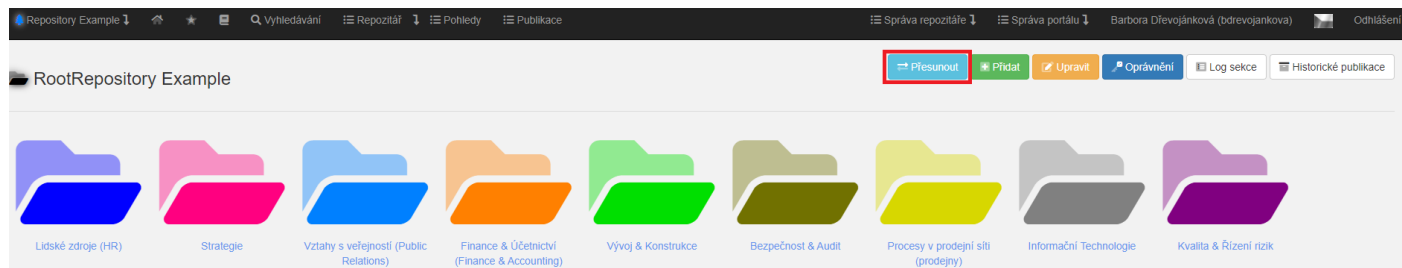 Repository Example Vyhledávání Repozitář Pohledy Publikace Správa repozitáře Správa portálu Barbora Dřevojánková (bdrevojankova) Odhlášení
RootRepository Example Přesunout Přidat Upravit Oprávnění Log sekce Historické publikace
Lidské zdroje (HR) Strategie Vztahy s veřejností (Public Finance & Účetnictví Vývoj & Konstrukce Bezpečnost & Audit Procesy v prodejní síti Informační Technologie Kvalita & Řízení rizik
Relations) (Finance & Accounting) (prodejny)